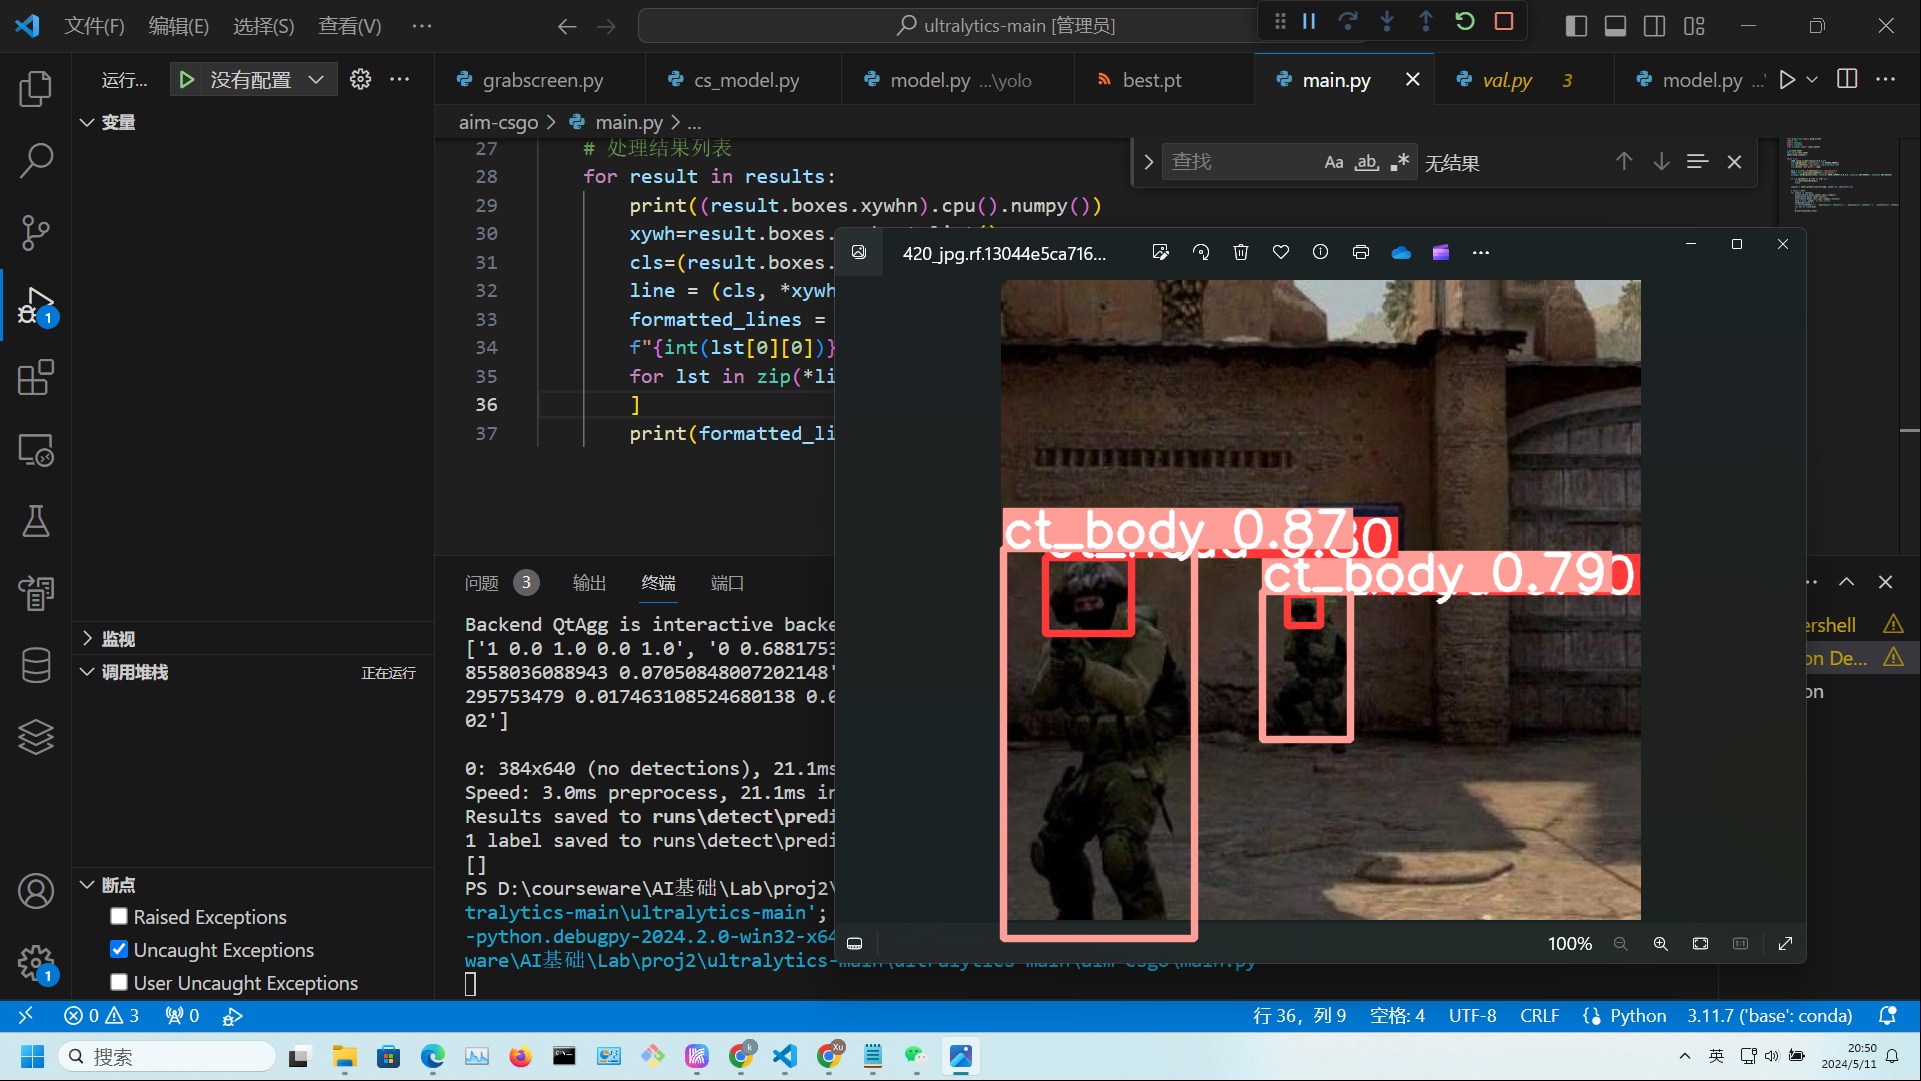 文件(F) 编辑(E) 选择(S) 查看(V) ···
ultralytics-main [管理员]
运行... 没有配置
grabscreen.py cs_model.py model.py ...\yolo best.pt main.py val.py 3 model.py ...
变量
aim-csgo > main.py > ...
27 # 处理结果列表
28 for result in results:
29 print((result.boxes.xywhn).cpu().numpy())
30 xywh=result.boxes.
31 cls=(result.boxes.
32 line = (cls, *xywh
33 formatted_lines =
34 f"{int(lst[0][0])}
35 for lst in zip(*li
36 ]
37 print(formatted_li
查找 Aa ab .* 无结果
420_jpg.rf.13044e5ca716...
ct_body 0.87
ct_body 0.79
100%
问题 3 输出 终端 端口
Backend QtAgg is interactive backe
['1 0.0 1.0 0.0 1.0', '0 0.6881753
8558036088943 0.07050848007202148'
295753479 0.017463108524680138 0.0
02']
0: 384x640 (no detections), 21.1ms
Speed: 3.0ms preprocess, 21.1ms in
Results saved to runs\detect\predi
1 label saved to runs\detect\predi
[]
PS D:\courseware\AI基础\Lab\proj2\
tralytics-main\ultralytics-main';
-python.debugpy-2024.2.0-win32-x64
ware\AI基础\Lab\proj2\ultralytics-main\ultralytics-main\aim-csgo\main.py
ershell
on De...
on
监视
调用堆栈 正在运行
断点
Raised Exceptions
Uncaught Exceptions
User Uncaught Exceptions
1
1
0 3 0
行 36，列 9 空格: 4 UTF-8 CRLF Python 3.11.7 ('base': conda)
搜索
英
20:50
2024/5/11